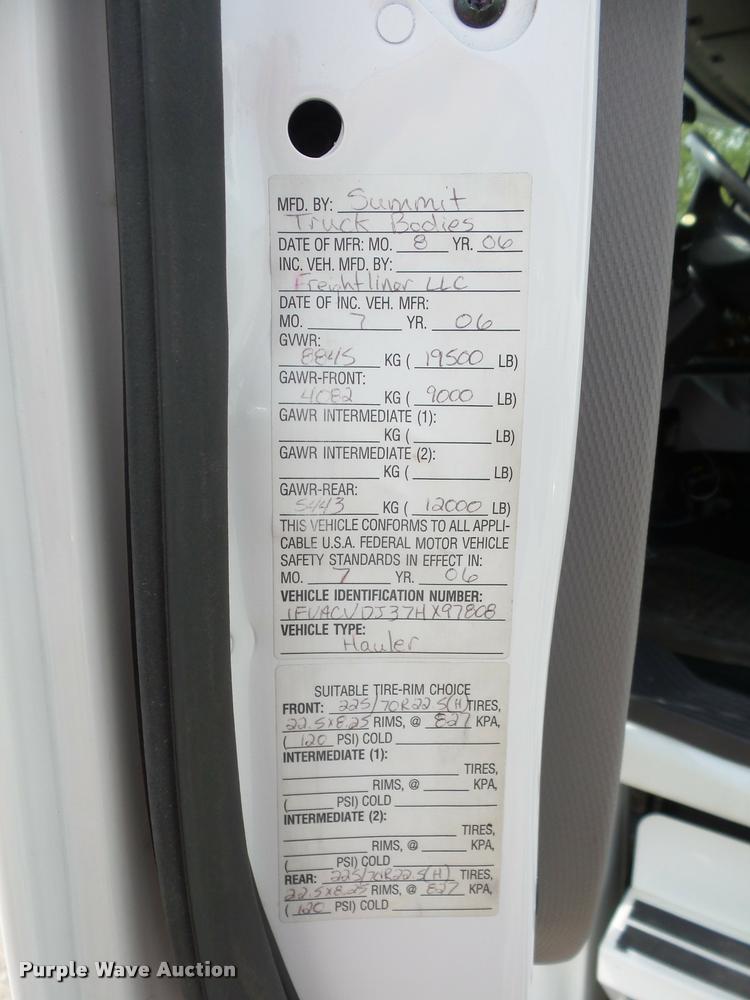 MFD. BY: Summit
Truck Bodies
DATE OF MFR: MO. 8 YR. 06
INC. VEH. MFD. BY:
Freightliner LLC
DATE OF INC. VEH. MFR:
MO. 7 YR. 06
GVWR:
8845 KG ( 19500 LB)
GAWR-FRONT:
4082 KG ( 9000 LB)
GAWR INTERMEDIATE (1):
KG ( LB)
GAWR INTERMEDIATE (2):
KG ( LB)
GAWR-REAR:
5443 KG ( 12000 LB)
THIS VEHICLE CONFORMS TO ALL APPLI-
CABLE U.S.A. FEDERAL MOTOR VEHICLE
SAFETY STANDARDS IN EFFECT IN:
MO. 7 YR. 06
VEHICLE IDENTIFICATION NUMBER:
1FVACVDJ37HX97808
VEHICLE TYPE:
Hauler
SUITABLE TIRE-RIM CHOICE
FRONT: 225/70R22.5(H) TIRES,
22.5x8.25 RIMS, @ 827 KPA,
( 120 PSI) COLD
INTERMEDIATE (1):
TIRES,
RIMS, @ KPA,
( PSI) COLD
INTERMEDIATE (2):
TIRES,
RIMS, @ KPA,
( PSI) COLD
REAR: 225/70R22.5(H) TIRES,
22.5x8.25 RIMS, @ 827 KPA,
( 120 PSI) COLD
Purple Wave Auction